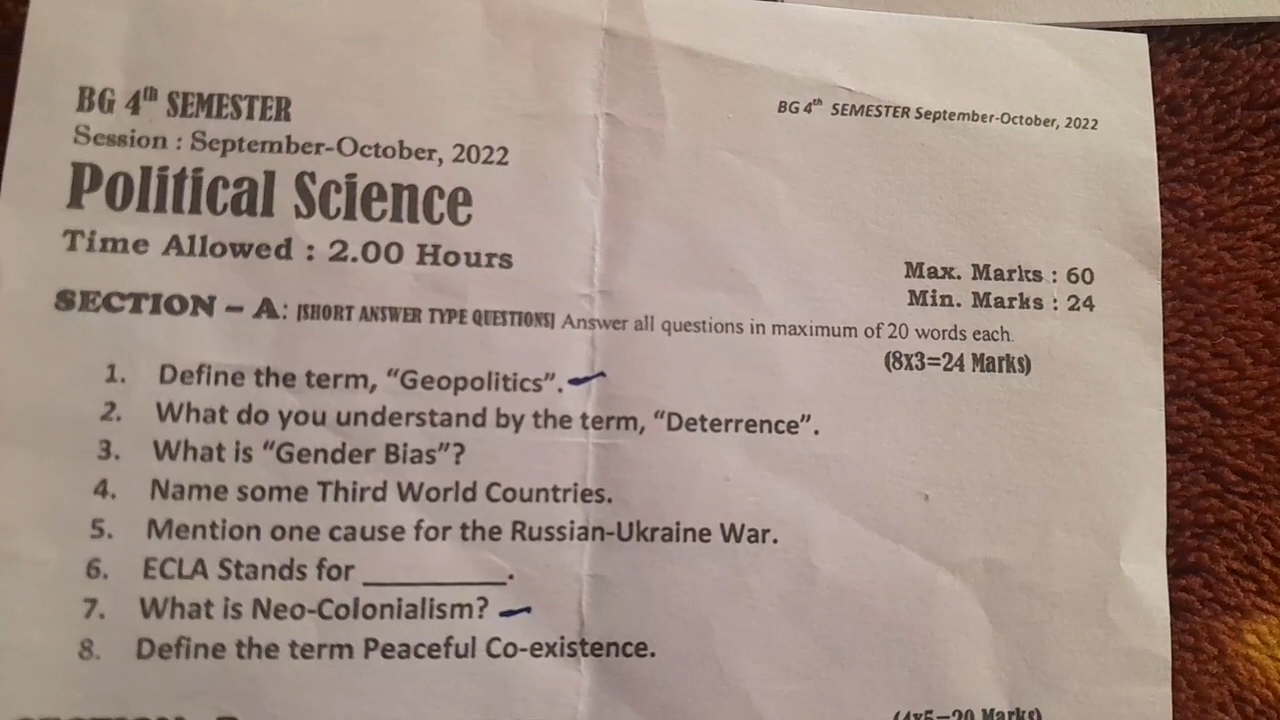 BG 4th SEMESTER
BG 4th SEMESTER September-October, 2022
Session : September-October, 2022
Political Science
Time Allowed : 2.00 Hours
Max. Marks : 60
Min. Marks : 24
SECTION – A: [SHORT ANSWER TYPE QUESTIONS] Answer all questions in maximum of 20 words each.
(8x3=24 Marks)
1. Define the term, “Geopolitics”.
2. What do you understand by the term, “Deterrence”.
3. What is “Gender Bias”?
4. Name some Third World Countries.
5. Mention one cause for the Russian-Ukraine War.
6. ECLA Stands for __________.
7. What is Neo-Colonialism?
8. Define the term Peaceful Co-existence.
(4x5=20 Marks)